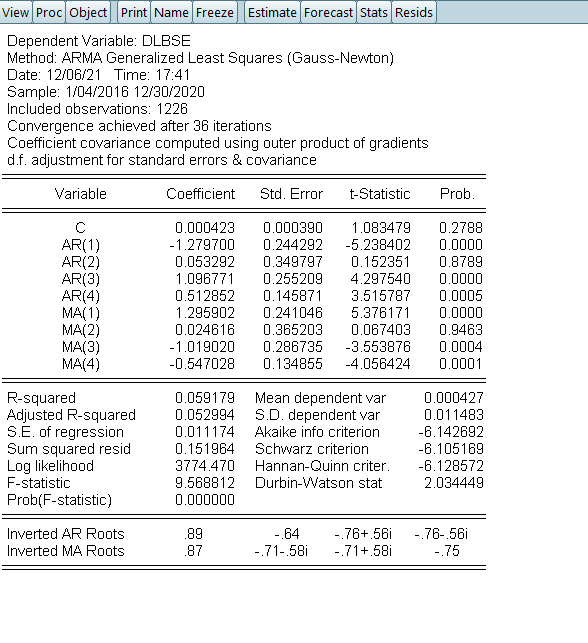 View Proc Object Print Name Freeze Estimate Forecast Stats Resids
Dependent Variable: DLBSE
Method: ARMA Generalized Least Squares (Gauss-Newton)
Date: 12/06/21 Time: 17:41
Sample: 1/04/2016 12/30/2020
Included observations: 1226
Convergence achieved after 36 iterations
Coefficient covariance computed using outer product of gradients
d.f. adjustment for standard errors & covariance
Variable Coefficient Std. Error t-Statistic Prob.
C 0.000423 0.000390 1.083479 0.2788
AR(1) -1.279700 0.244292 -5.238402 0.0000
AR(2) 0.053292 0.349797 0.152351 0.8789
AR(3) 1.096771 0.255209 4.297540 0.0000
AR(4) 0.512852 0.145871 3.515787 0.0005
MA(1) 1.295902 0.241046 5.376171 0.0000
MA(2) 0.024616 0.365203 0.067403 0.9463
MA(3) -1.019020 0.286735 -3.553876 0.0004
MA(4) -0.547028 0.134855 -4.056424 0.0001
R-squared 0.059179 Mean dependent var 0.000427
Adjusted R-squared 0.052994 S.D. dependent var 0.011483
S.E. of regression 0.011174 Akaike info criterion -6.142692
Sum squared resid 0.151964 Schwarz criterion -6.105169
Log likelihood 3774.470 Hannan-Quinn criter. -6.128572
F-statistic 9.568812 Durbin-Watson stat 2.034449
Prob(F-statistic) 0.000000
Inverted AR Roots .89 -.64 -.76+.56i -.76-.56i
Inverted MA Roots .87 -.71-.58i -.71+.58i -.75